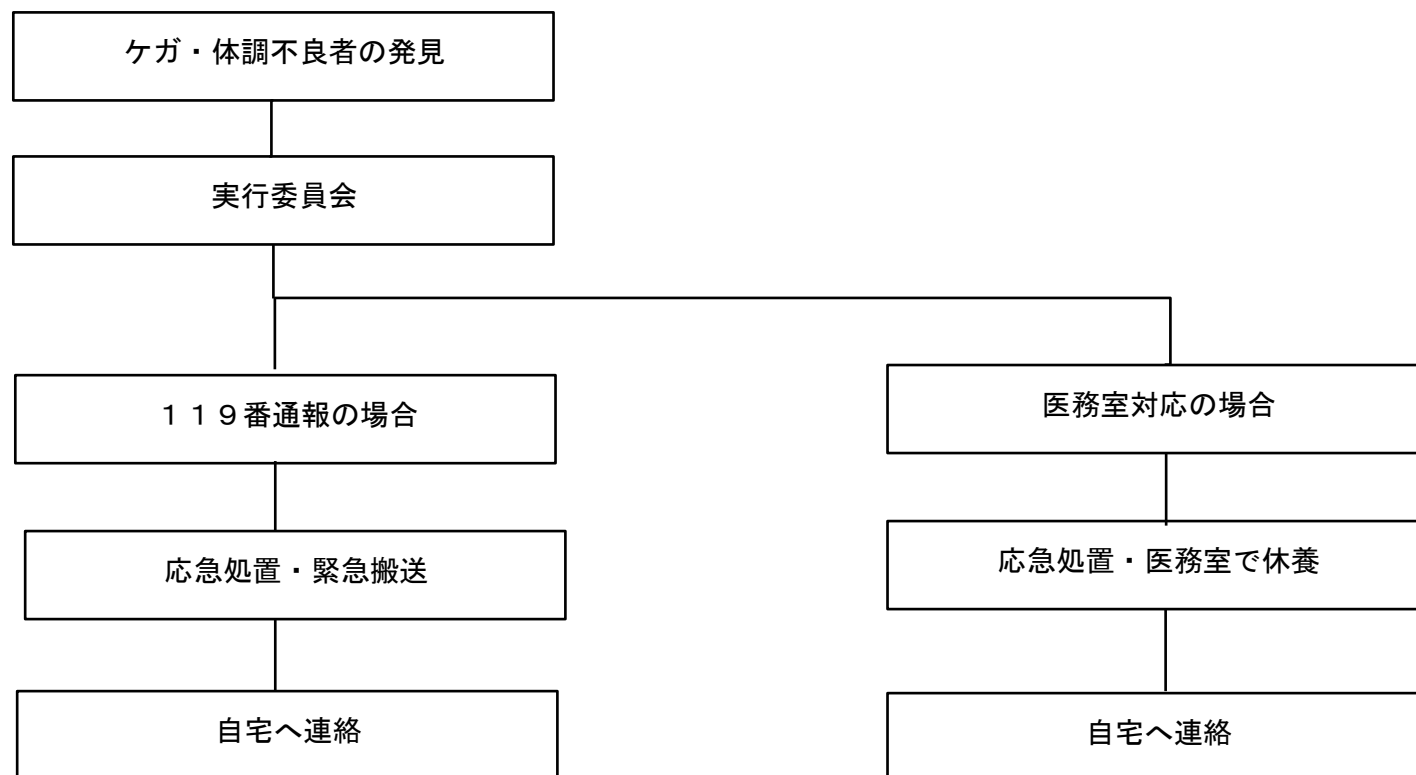 ケガ・体調不良者の発見
実行委員会
１１９番通報の場合
医務室対応の場合
応急処置・緊急搬送
応急処置・医務室で休養
自宅へ連絡
自宅へ連絡